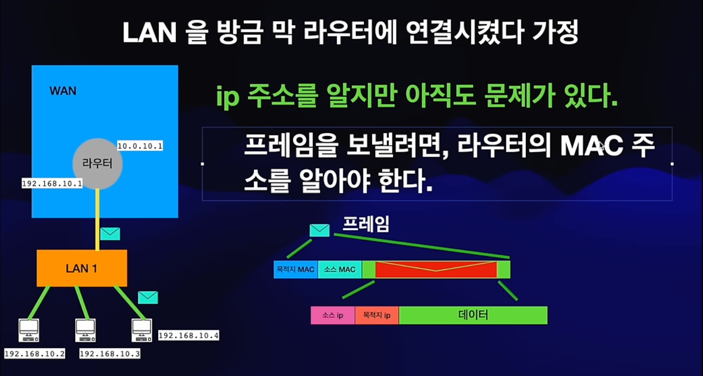 LAN 을 방금 막 라우터에 연결시켰다 가정
WAN
10.0.10.1
라우터
192.168.10.1
LAN 1
192.168.10.4
192.168.10.2
192.168.10.3
ip 주소를 알지만 아직도 문제가 있다.
프레임을 보낼려면, 라우터의 MAC 주
소를 알아야 한다.
프레임
목적지 MAC
소스 MAC
소스 ip
목적지 ip
데이터